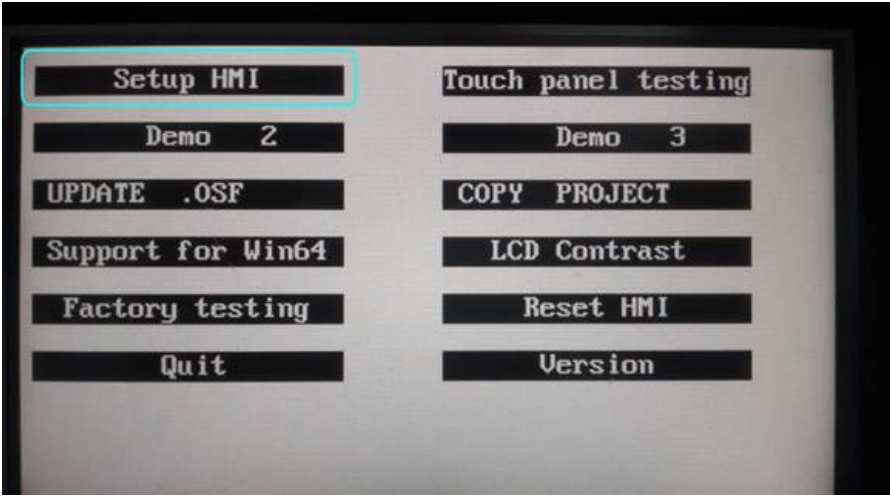 Setup HMI
Touch panel testing
Demo 2
Demo 3
UPDATE .OSF
COPY PROJECT
Support for Win64
LCD Contrast
Factory testing
Reset HMI
Quit
Version